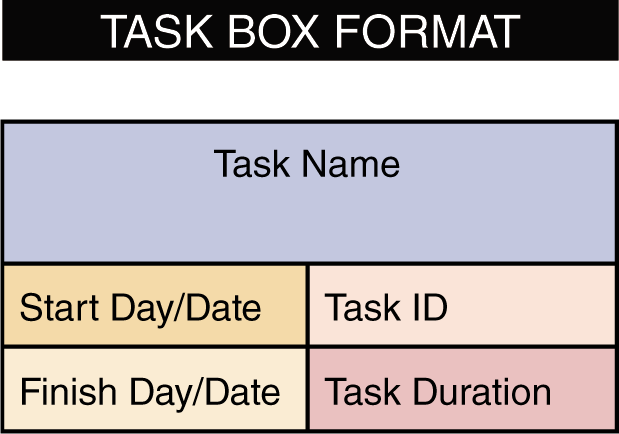 TASK BOX FORMAT
Task Name
Start Day/Date
Task ID
Finish Day/Date
Task Duration